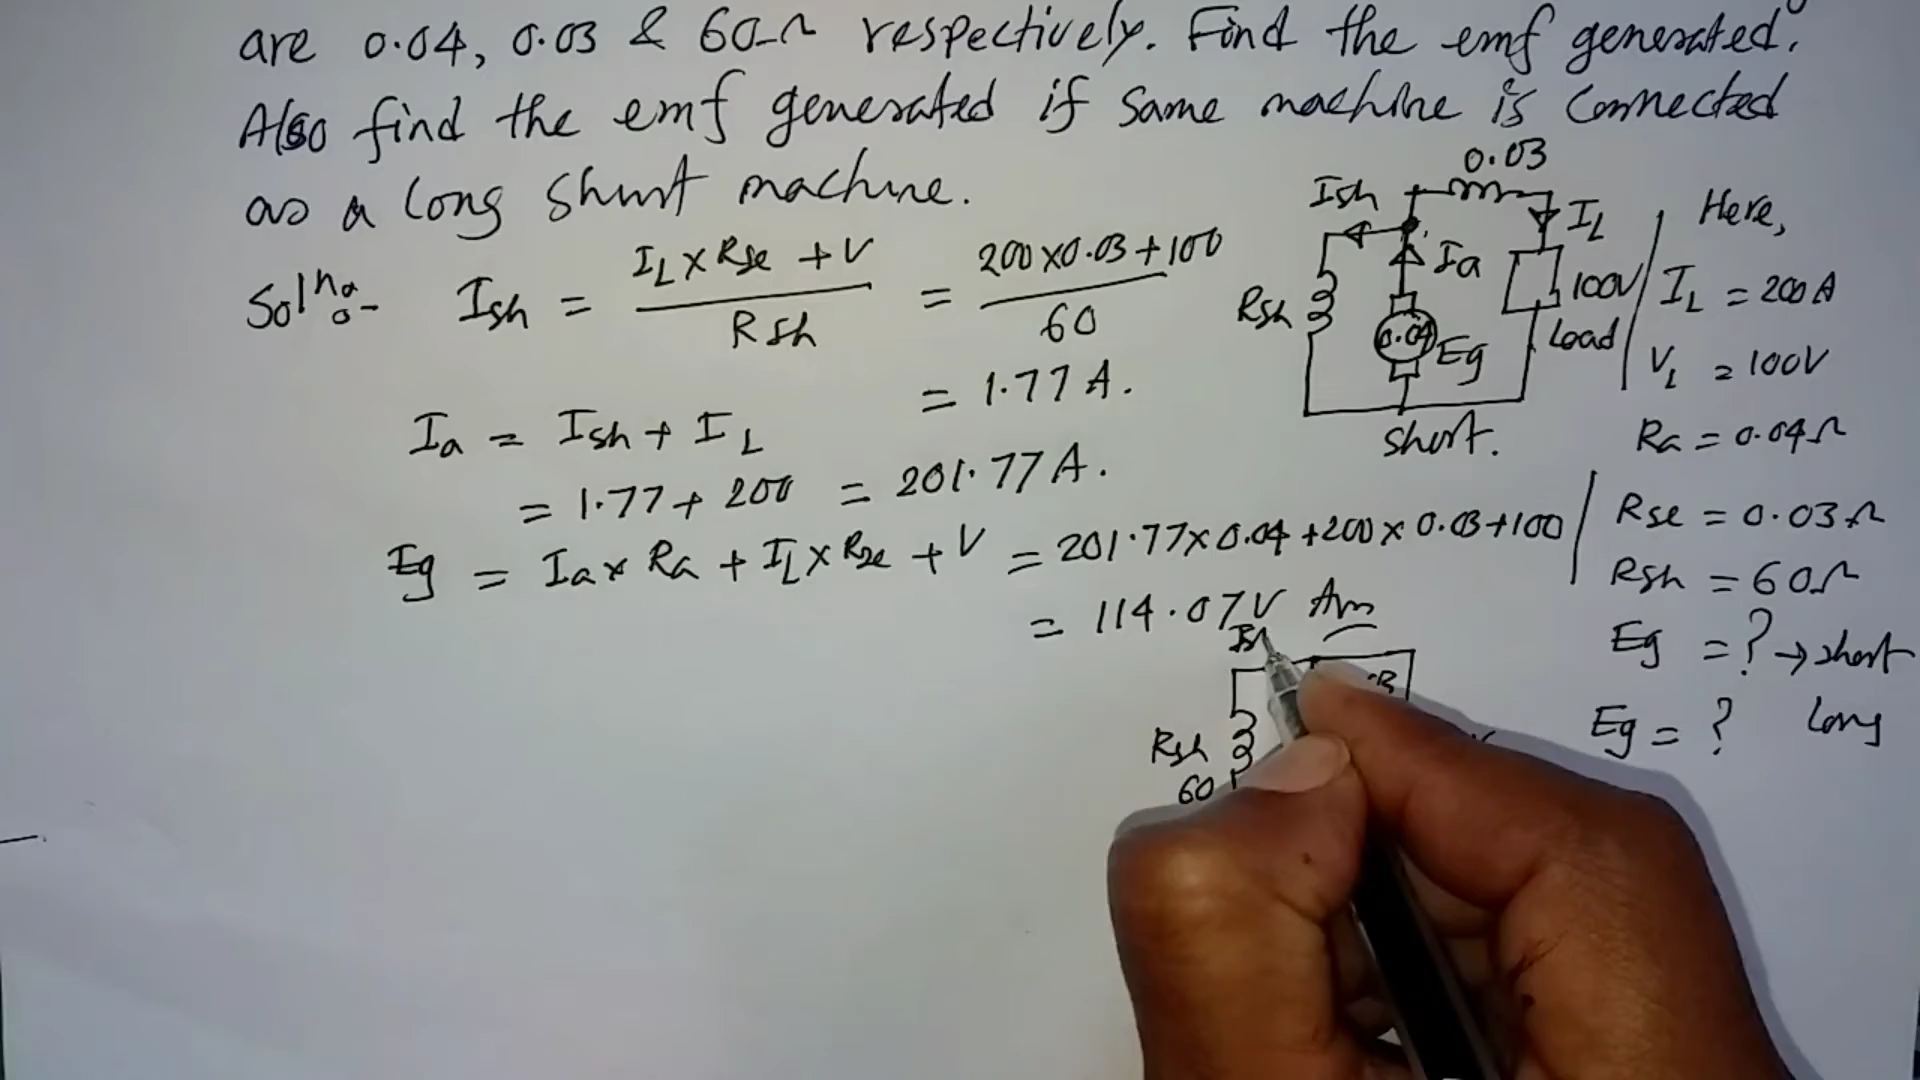 are 0.04, 0.03 & 60Ω respectively. Find the emf generated.
Also find the emf generated if same machine is connected
as a long shunt machine.
Soln:- Ish = IL × Rse + V / Rsh = 200×0.03+100 / 60
= 1.77 A.
Ia = Ish + IL
= 1.77 + 200 = 201.77 A.
Eg = Ia × Ra + IL × Rse + V = 201.77×0.04+200×0.03+100
= 114.07V Ans
0.03
Ish
IL
Ia
Rsh
0.04
Eg
100V
Load
short.
Here,
IL = 200A
VL = 100V
Ra = 0.04Ω
Rse = 0.03Ω
Rsh = 60Ω
Eg = ? → short
Eg = ? Long
Rsh
60